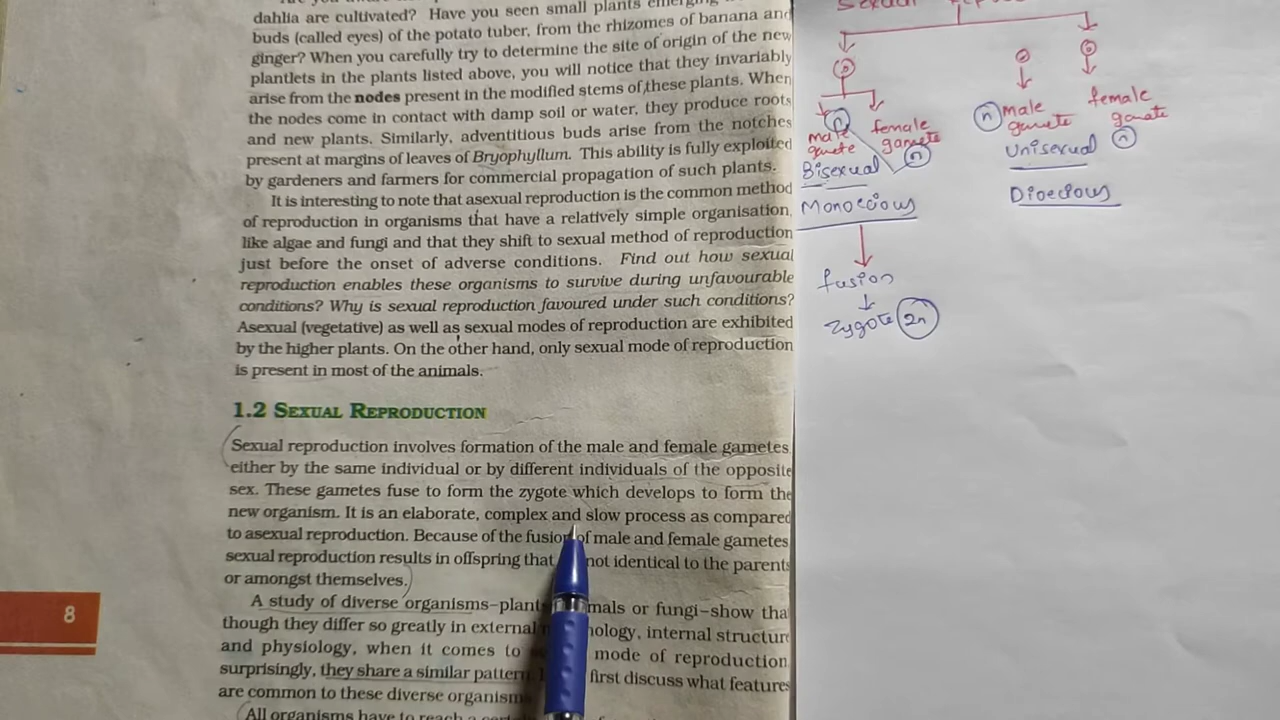 dahlia are cultivated? Have you seen small plants
buds (called eyes) of the potato tuber, from the rhizomes of banana and
ginger? When you carefully try to determine the site of origin of the new
plantlets in the plants listed above, you will notice that they invariably
arise from the nodes present in the modified stems of these plants. When
the nodes come in contact with damp soil or water, they produce roots
and new plants. Similarly, adventitious buds arise from the notches
present at margins of leaves of Bryophyllum. This ability is fully exploited
by gardeners and farmers for commercial propagation of such plants.
It is interesting to note that asexual reproduction is the common method
of reproduction in organisms that have a relatively simple organisation,
like algae and fungi and that they shift to sexual method of reproduction
just before the onset of adverse conditions. Find out how sexual
reproduction enables these organisms to survive during unfavourable
conditions? Why is sexual reproduction favoured under such conditions?
Asexual (vegetative) as well as sexual modes of reproduction are exhibited
by the higher plants. On the other hand, only sexual mode of reproduction
is present in most of the animals.
1.2 SEXUAL REPRODUCTION
Sexual reproduction involves formation of the male and female gametes,
either by the same individual or by different individuals of the opposite
sex. These gametes fuse to form the zygote which develops to form the
new organism. It is an elaborate, complex and slow process as compared
to asexual reproduction. Because of the fusion of male and female gametes,
sexual reproduction results in offspring that not identical to the parents
or amongst themselves.
A study of diverse organisms–plants mals or fungi–show tha
though they differ so greatly in external nology, internal structure
and physiology, when it comes to mode of reproduction
surprisingly, they share a similar pattern. first discuss what features
are common to these diverse organisms
All organisms have to reach a
8
n
male female
gamete gamete
n
Bisexual
Monoecious
fusion
Zygote 2n
n male female
gamete gamete
n
Unisexual
Dioecious